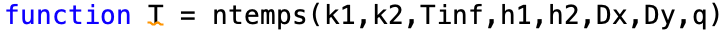 function T = ntemps(k1,k2,Tinf,h1,h2,Dx,Dy,q)